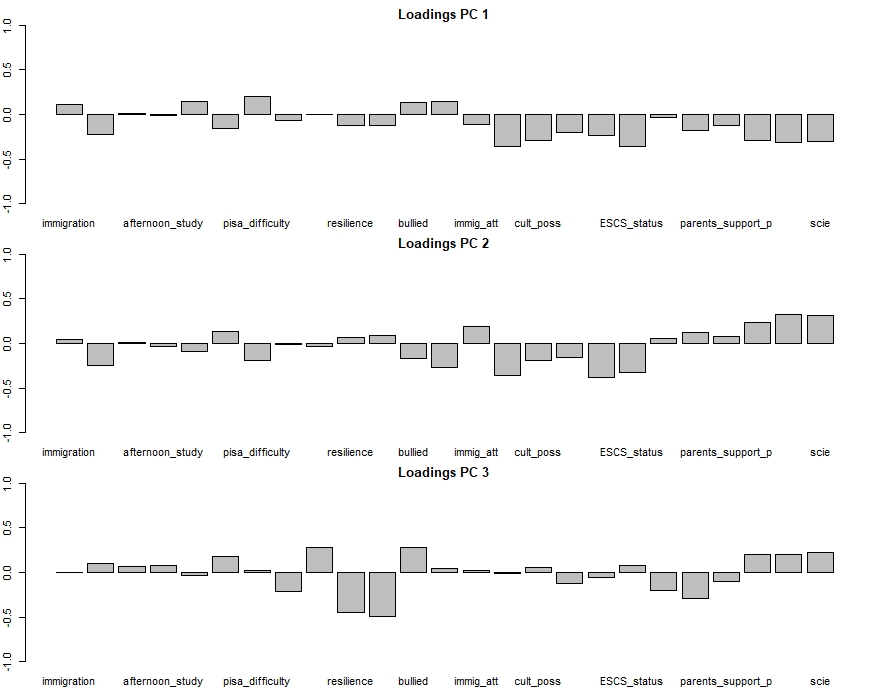 Loadings PC 1
1.0
0.5
0.0
-0.5
-1.0
immigration afternoon_study pisa_difficulty resilience bullied immig_att cult_poss ESCS_status parents_support_p scie
Loadings PC 2
1.0
0.5
0.0
-0.5
-1.0
immigration afternoon_study pisa_difficulty resilience bullied immig_att cult_poss ESCS_status parents_support_p scie
Loadings PC 3
1.0
0.5
0.0
-0.5
-1.0
immigration afternoon_study pisa_difficulty resilience bullied immig_att cult_poss ESCS_status parents_support_p scie